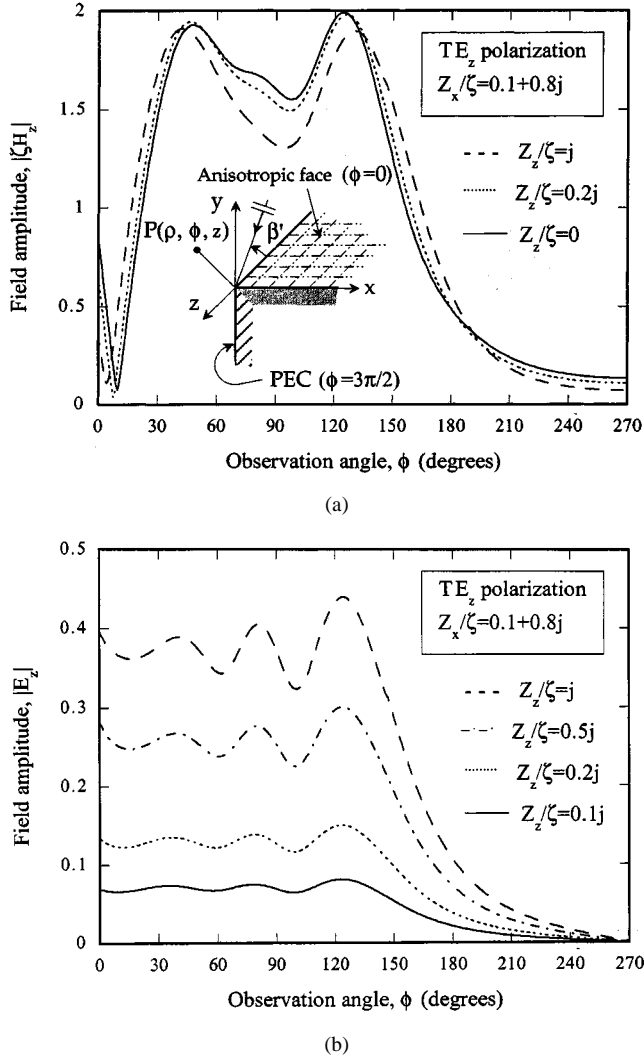 2
1.5
1
0.5
0
Field amplitude, |ζH_z|
TE_z polarization
Z_x/ζ=0.1+0.8j
Z_z/ζ=j
Z_z/ζ=0.2j
Z_z/ζ=0
Anisotropic face (ϕ=0)
y
P(ρ, ϕ, z)
β'
z
x
PEC (ϕ=3π/2)
0 30 60 90 120 150 180 210 240 270
Observation angle, ϕ (degrees)
(a)
0.5
0.4
0.3
0.2
0.1
0
Field amplitude, |E_z|
TE_z polarization
Z_x/ζ=0.1+0.8j
Z_z/ζ=j
Z_z/ζ=0.5j
Z_z/ζ=0.2j
Z_z/ζ=0.1j
0 30 60 90 120 150 180 210 240 270
Observation angle, ϕ (degrees)
(b)